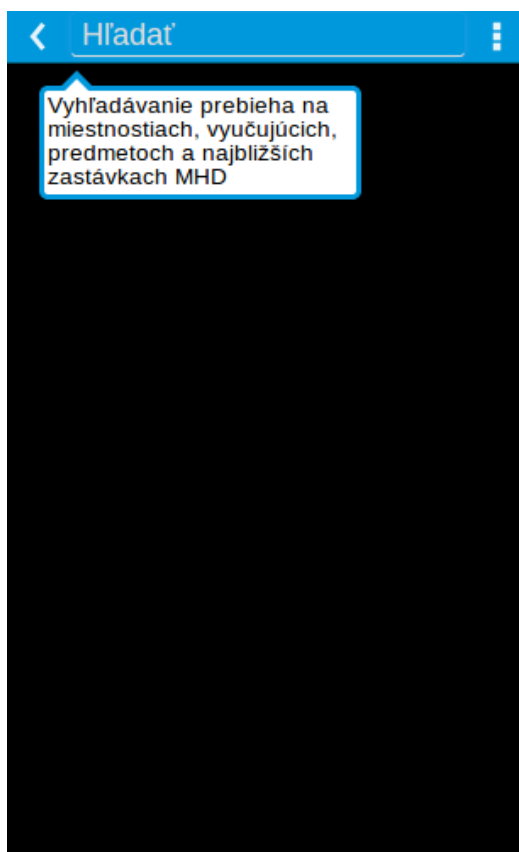 Hľadať
Vyhľadávanie prebieha na
miestnostiach, vyučujúcich,
predmetoch a najbližších
zastávkach MHD